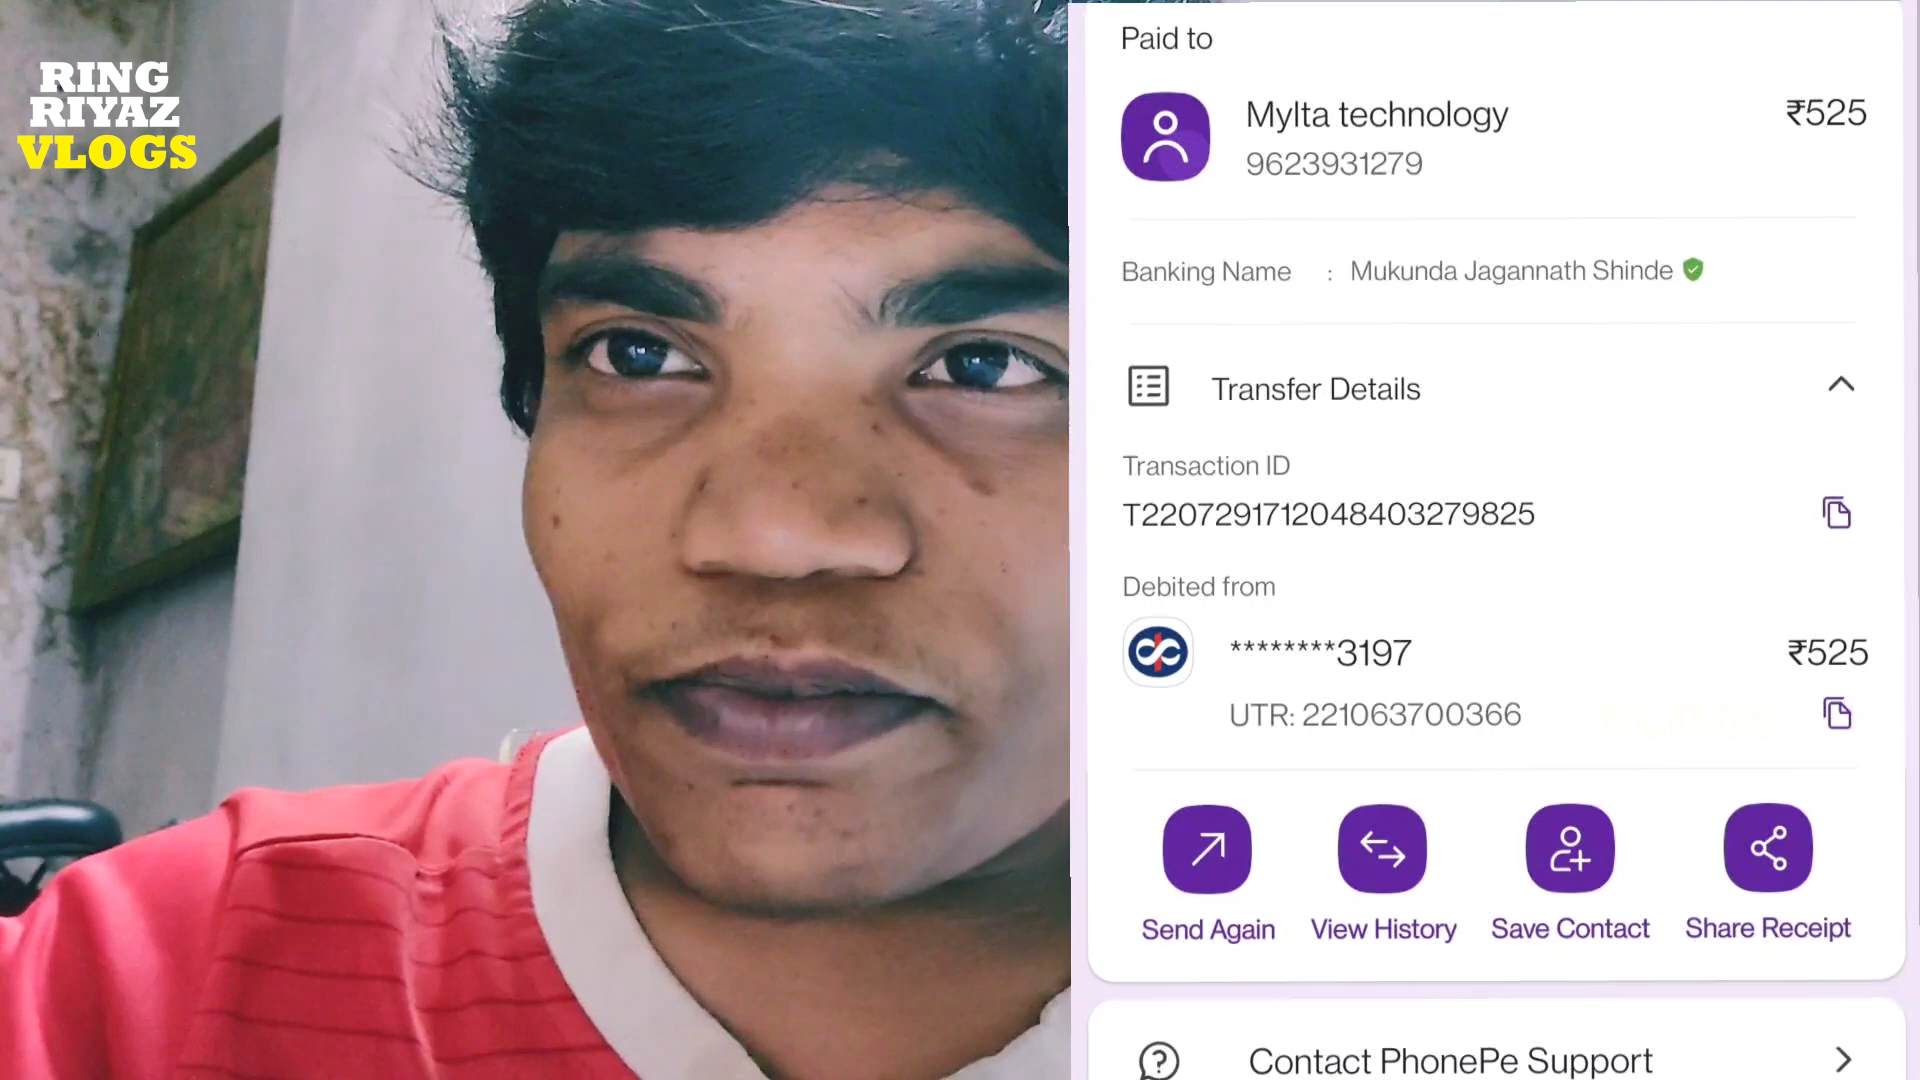 RING
RIYAZ
VLOGS
Paid to
MyIta technology
₹525
9623931279
Banking Name : Mukunda Jagannath Shinde
Transfer Details
Transaction ID
T2207291712048403279825
Debited from
********3197
₹525
UTR: 221063700366
Send Again
View History
Save Contact
Share Receipt
Contact PhonePe Support